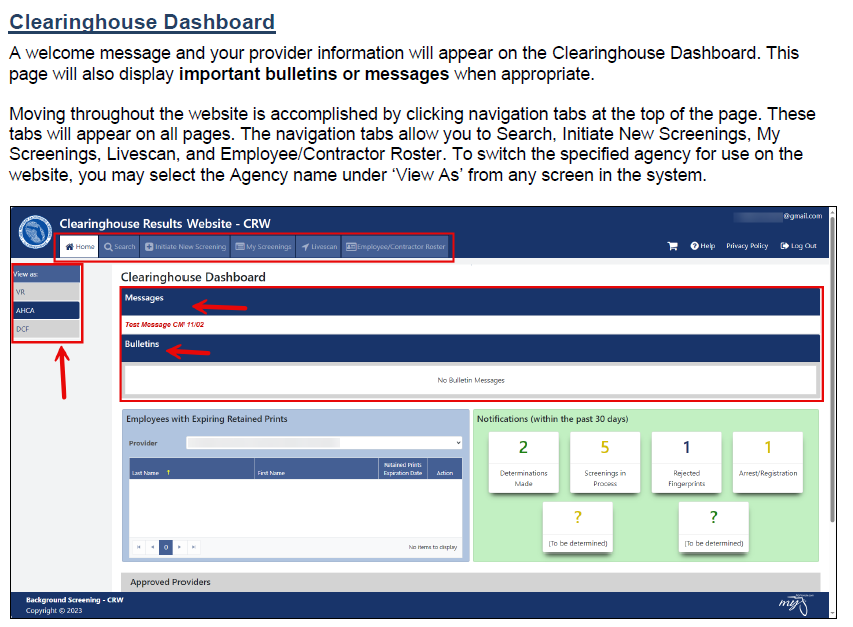 Clearinghouse Dashboard
A welcome message and your provider information will appear on the Clearinghouse Dashboard. This
page will also display important bulletins or messages when appropriate.
Moving throughout the website is accomplished by clicking navigation tabs at the top of the page. These
tabs will appear on all pages. The navigation tabs allow you to Search, Initiate New Screenings, My
Screenings, Livescan, and Employee/Contractor Roster. To switch the specified agency for use on the
website, you may select the Agency name under ‘View As’ from any screen in the system.
@gmail.com
Clearinghouse Results Website - CRW
Home Search Initiate New Screening My Screenings Livescan Employee/Contractor Roster
Help Privacy Policy Log Out
View as:
VR
AHCA
DCF
Clearinghouse Dashboard
Messages
Test Message CM' 11/02
Bulletins
No Bulletin Messages
Employees with Expiring Retained Prints
Provider
Last Name First Name Retained Prints Expiration Date Action
0
No items to display
Notifications (within the past 30 days)
2 5 1 1
Determinations Made
Screenings in Process
Rejected Fingerprints
Arrest/Registration
? ?
(To be determined) (To be determined)
Approved Providers
Background Screening - CRW
Copyright © 2023